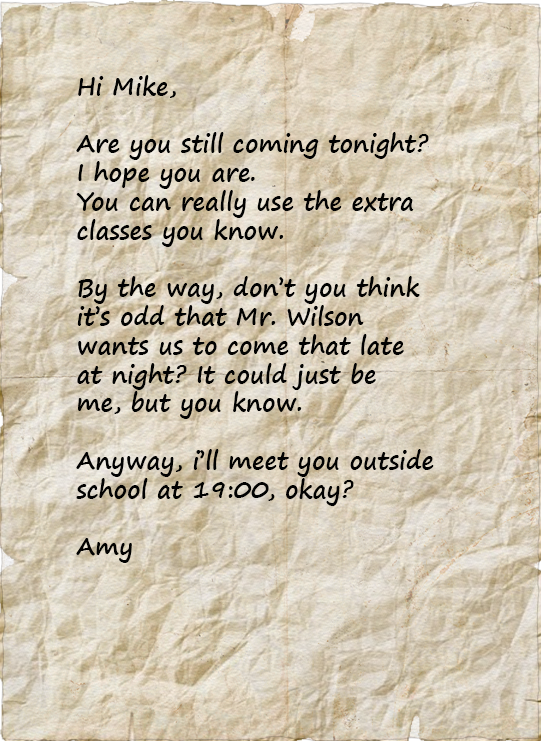 Hi Mike,
Are you still coming tonight?
I hope you are.
You can really use the extra
classes you know.
By the way, don't you think
it's odd that Mr. Wilson
wants us to come that late
at night? It could just be
me, but you know.
Anyway, i'll meet you outside
school at 19:00, okay?
Amy